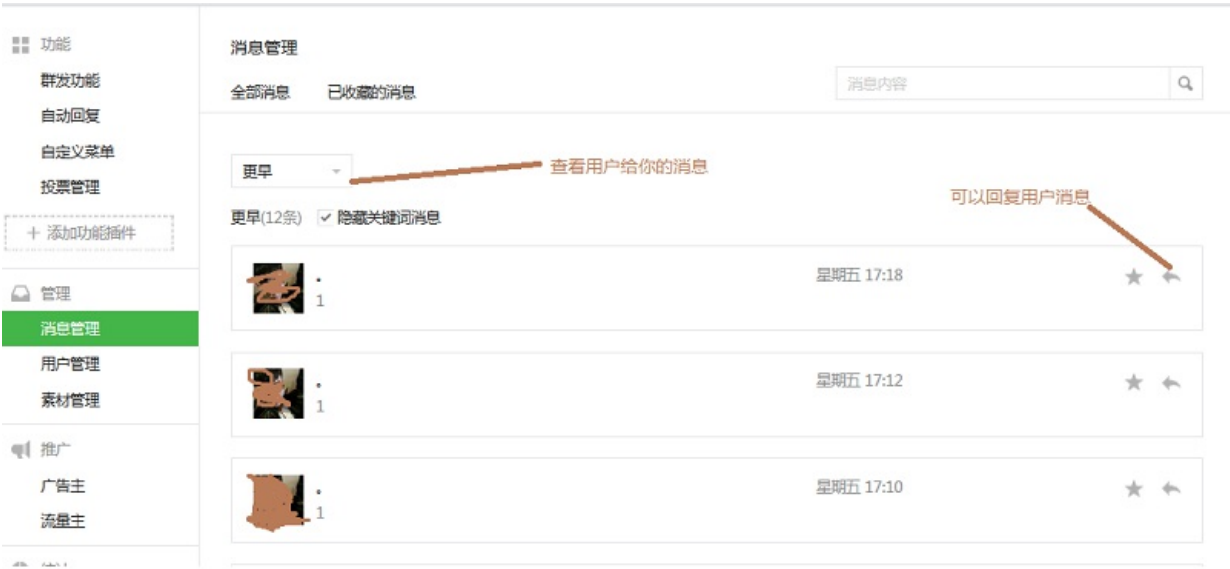 功能
群发功能
自动回复
自定义菜单
投票管理
+ 添加功能插件
管理
消息管理
用户管理
素材管理
推广
广告主
流量主
消息管理
全部消息 已收藏的消息
消息内容
更早
查看用户给你的消息
可以回复用户消息
更早(12条) 隐藏关键词消息
.
星期五 17:18
1
.
星期五 17:12
1
.
星期五 17:10
1